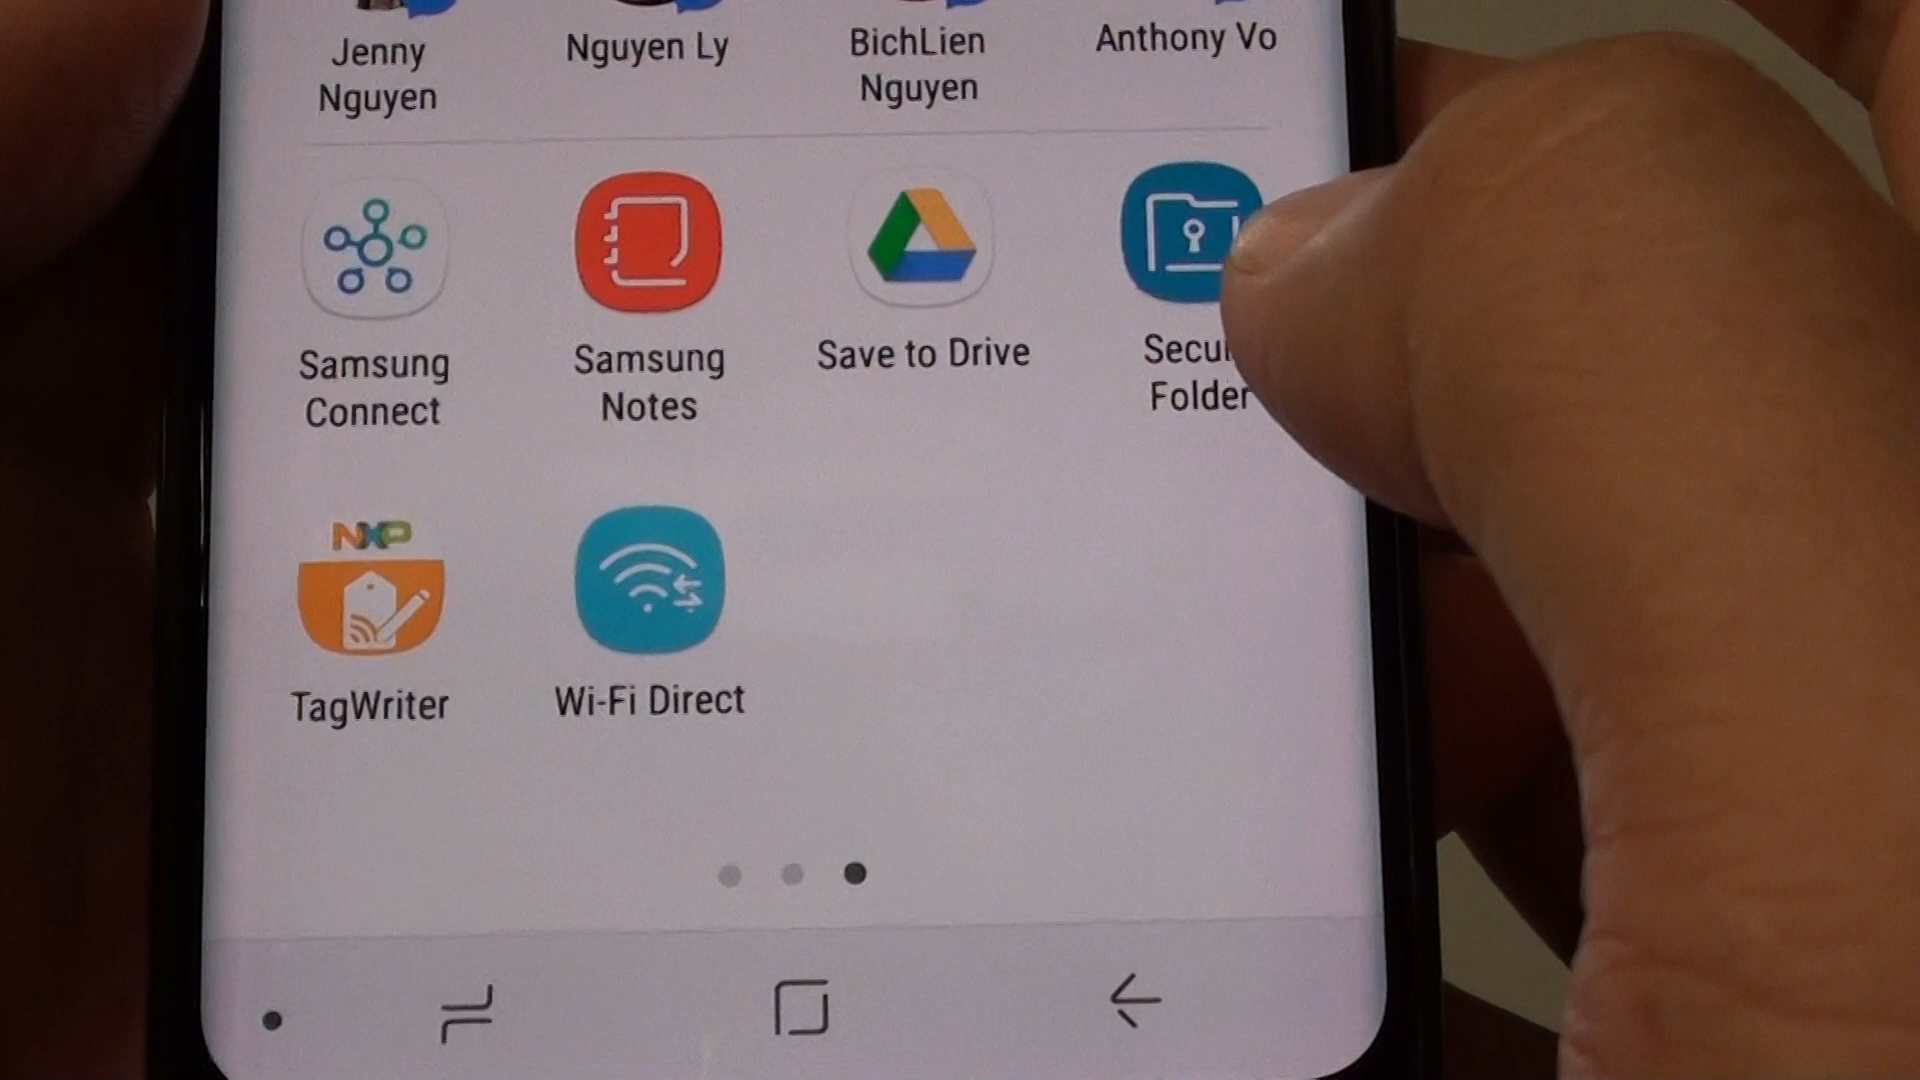 Jenny
Nguyen
Nguyen Ly
BichLien
Nguyen
Anthony Vo
Samsung
Connect
Samsung
Notes
Save to Drive
Folder
NXP
TagWriter
Wi-Fi Direct